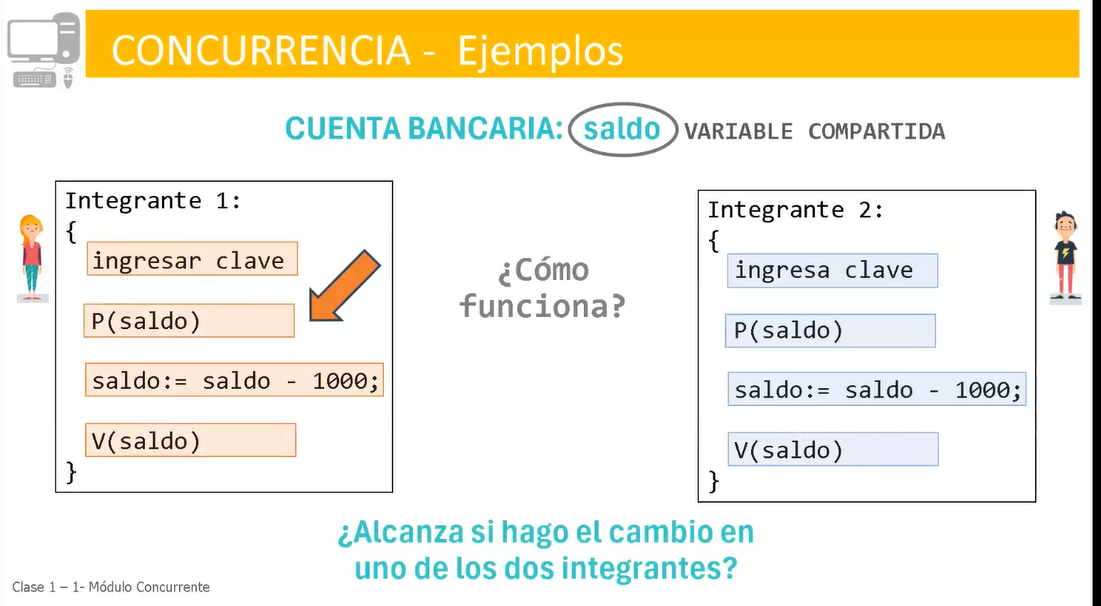 CONCURRENCIA - Ejemplos
CUENTA BANCARIA: saldo VARIABLE COMPARTIDA
Integrante 1:
{
ingresar clave
P(saldo)
saldo:= saldo - 1000;
V(saldo)
}
¿Cómo
funciona?
Integrante 2:
{
ingresa clave
P(saldo)
saldo:= saldo - 1000;
V(saldo)
}
¿Alcanza si hago el cambio en
uno de los dos integrantes?
Clase 1 – 1- Módulo Concurrente